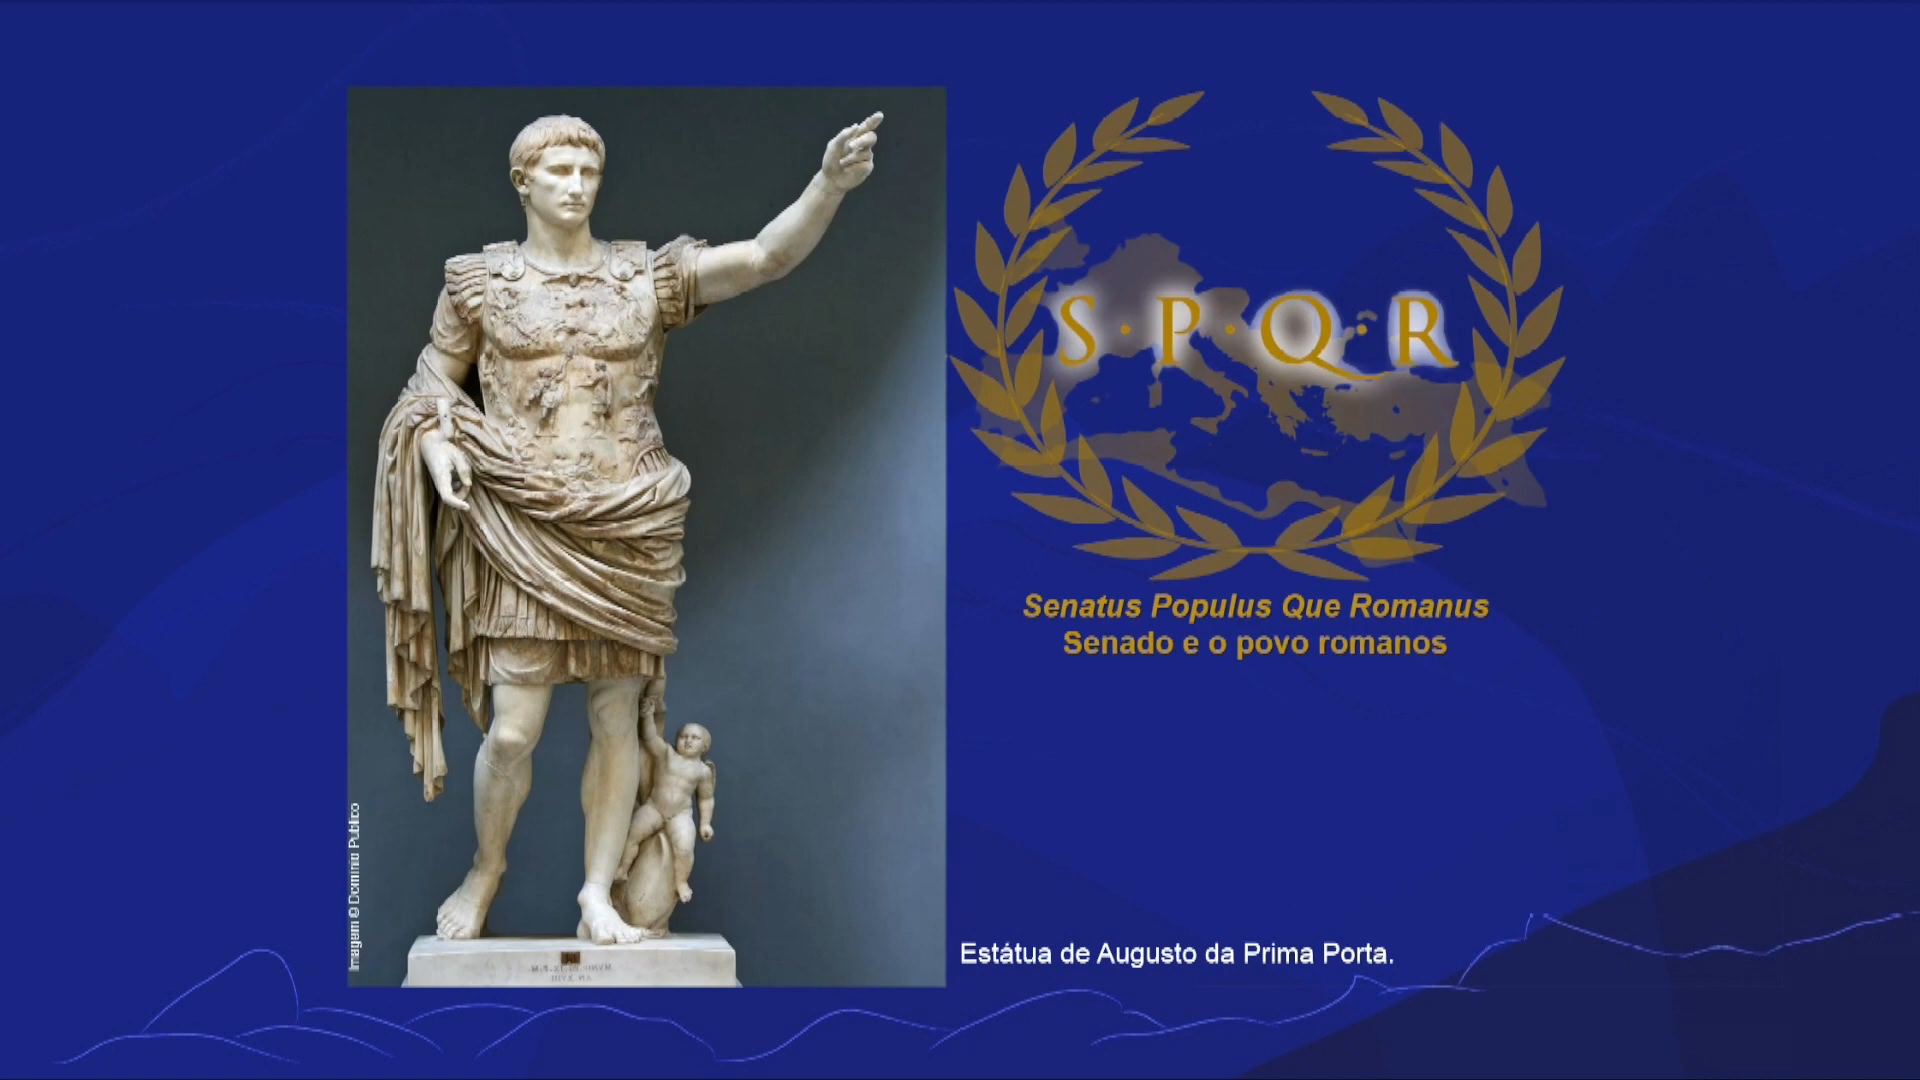 S·P·Q·R
Senatus Populus Que Romanus
Senado e o povo romanos
Estátua de Augusto da Prima Porta.
Imagem © Domínio Público